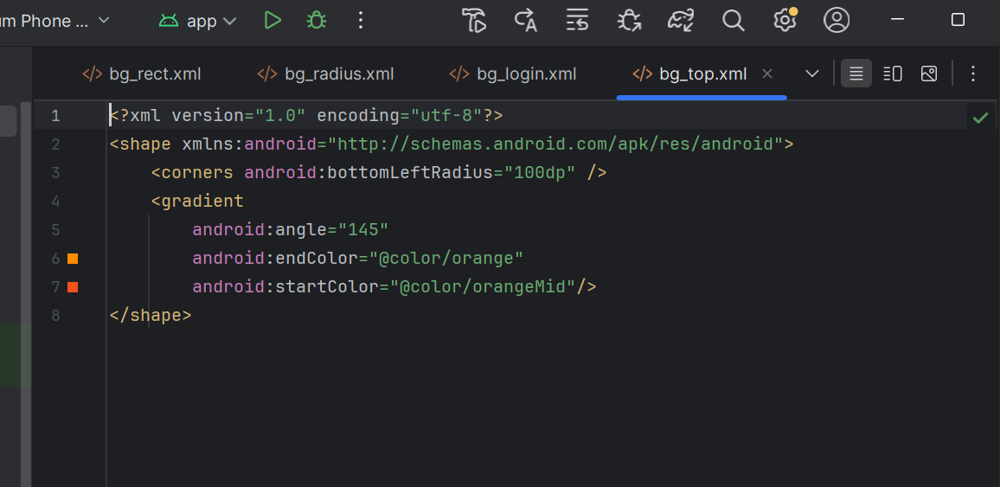 um Phone ...
app
bg_rect.xml
bg_radius.xml
bg_login.xml
bg_top.xml
1 <?xml version="1.0" encoding="utf-8"?>
2 <shape xmlns:android="http://schemas.android.com/apk/res/android">
3 <corners android:bottomLeftRadius="100dp" />
4 <gradient
5 android:angle="145"
6 android:endColor="@color/orange"
7 android:startColor="@color/orangeMid"/>
8 </shape>